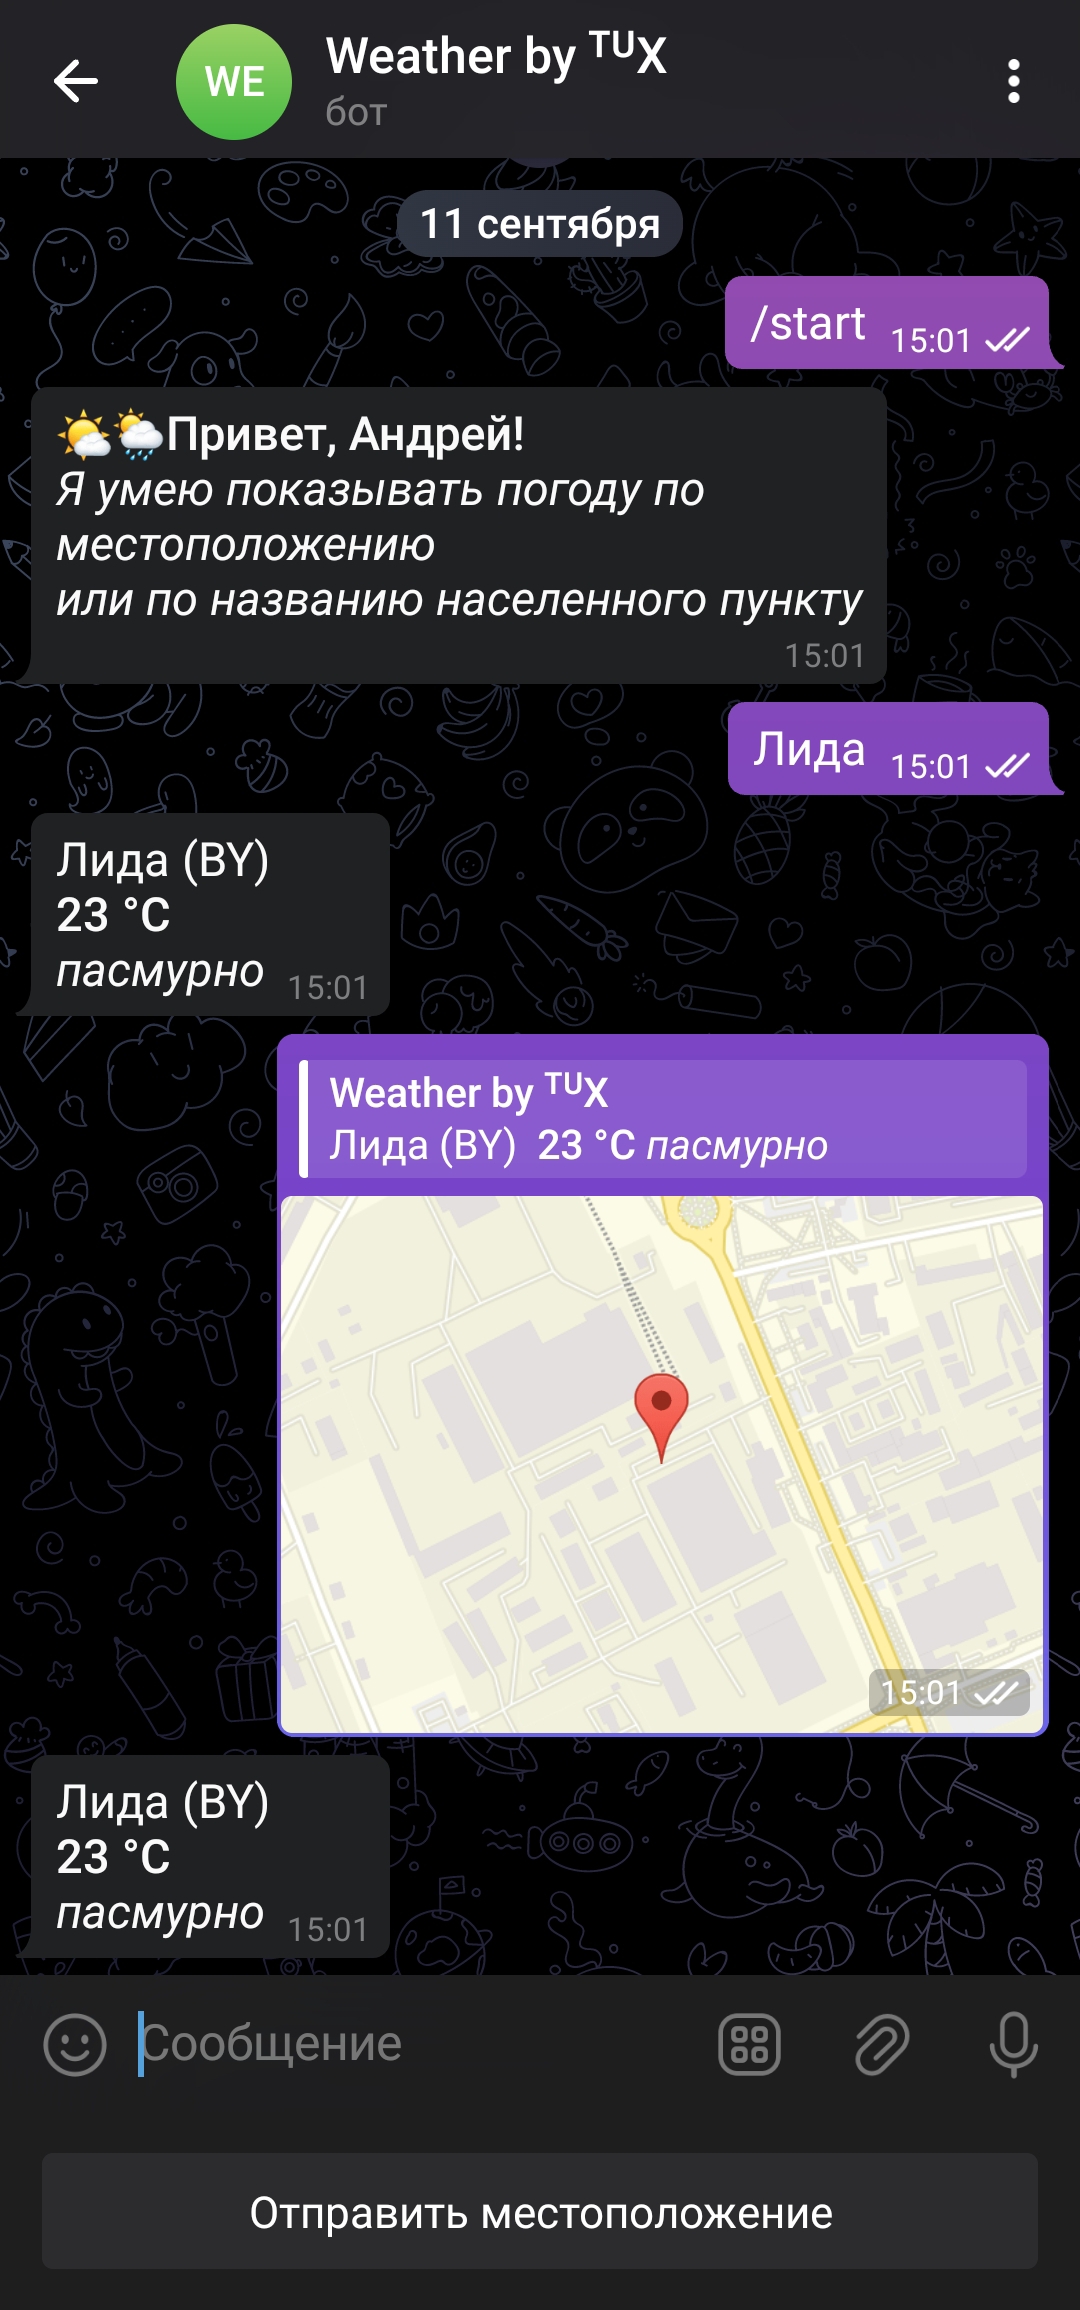 WE
Weather by ᵀᵁX
бот
11 сентября
/start 15:01
🌤🌦Привет, Андрей!
Я умею показывать погоду по
местоположению
или по названию населенного пункту
15:01
Лида 15:01
Лида (BY)
23 °C
пасмурно 15:01
Weather by ᵀᵁX
Лида (BY) 23 °C пасмурно
15:01
Лида (BY)
23 °C
пасмурно 15:01
Сообщение
Отправить местоположение